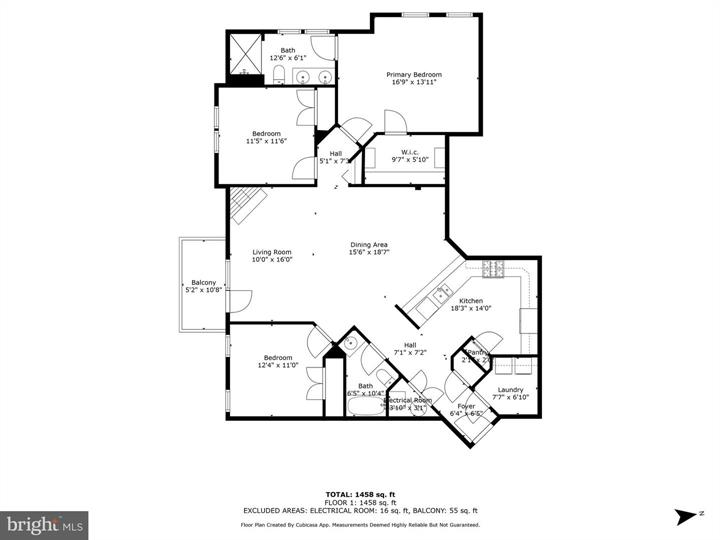 Bath
12'6" x 6'1"
Primary Bedroom
16'9" x 13'11"
Bedroom
11'5" x 11'6"
Hall
W.i.c.
9'7" x 5'10"
Living Room
10'0" x 16'0"
Dining Area
15'6" x 18'7"
Balcony
5'2" x 10'8"
Kitchen
18'3" x 14'0"
Hall
7'1" x 7'2"
Pantry
Bedroom
12'4" x 11'0"
Bath
6'5" x 10'4"
Electrical Room
3'10" x 3'1"
Foyer
6'4" x 6'5"
Laundry
7'7" x 6'10"
TOTAL: 1458 sq. ft
FLOOR 1: 1458 sq. ft
EXCLUDED AREAS: ELECTRICAL ROOM: 16 sq. ft, BALCONY: 55 sq. ft
Floor Plan Created By Cubicasa App. Measurements Deemed Highly Reliable But Not Guaranteed.
bright MLS
N